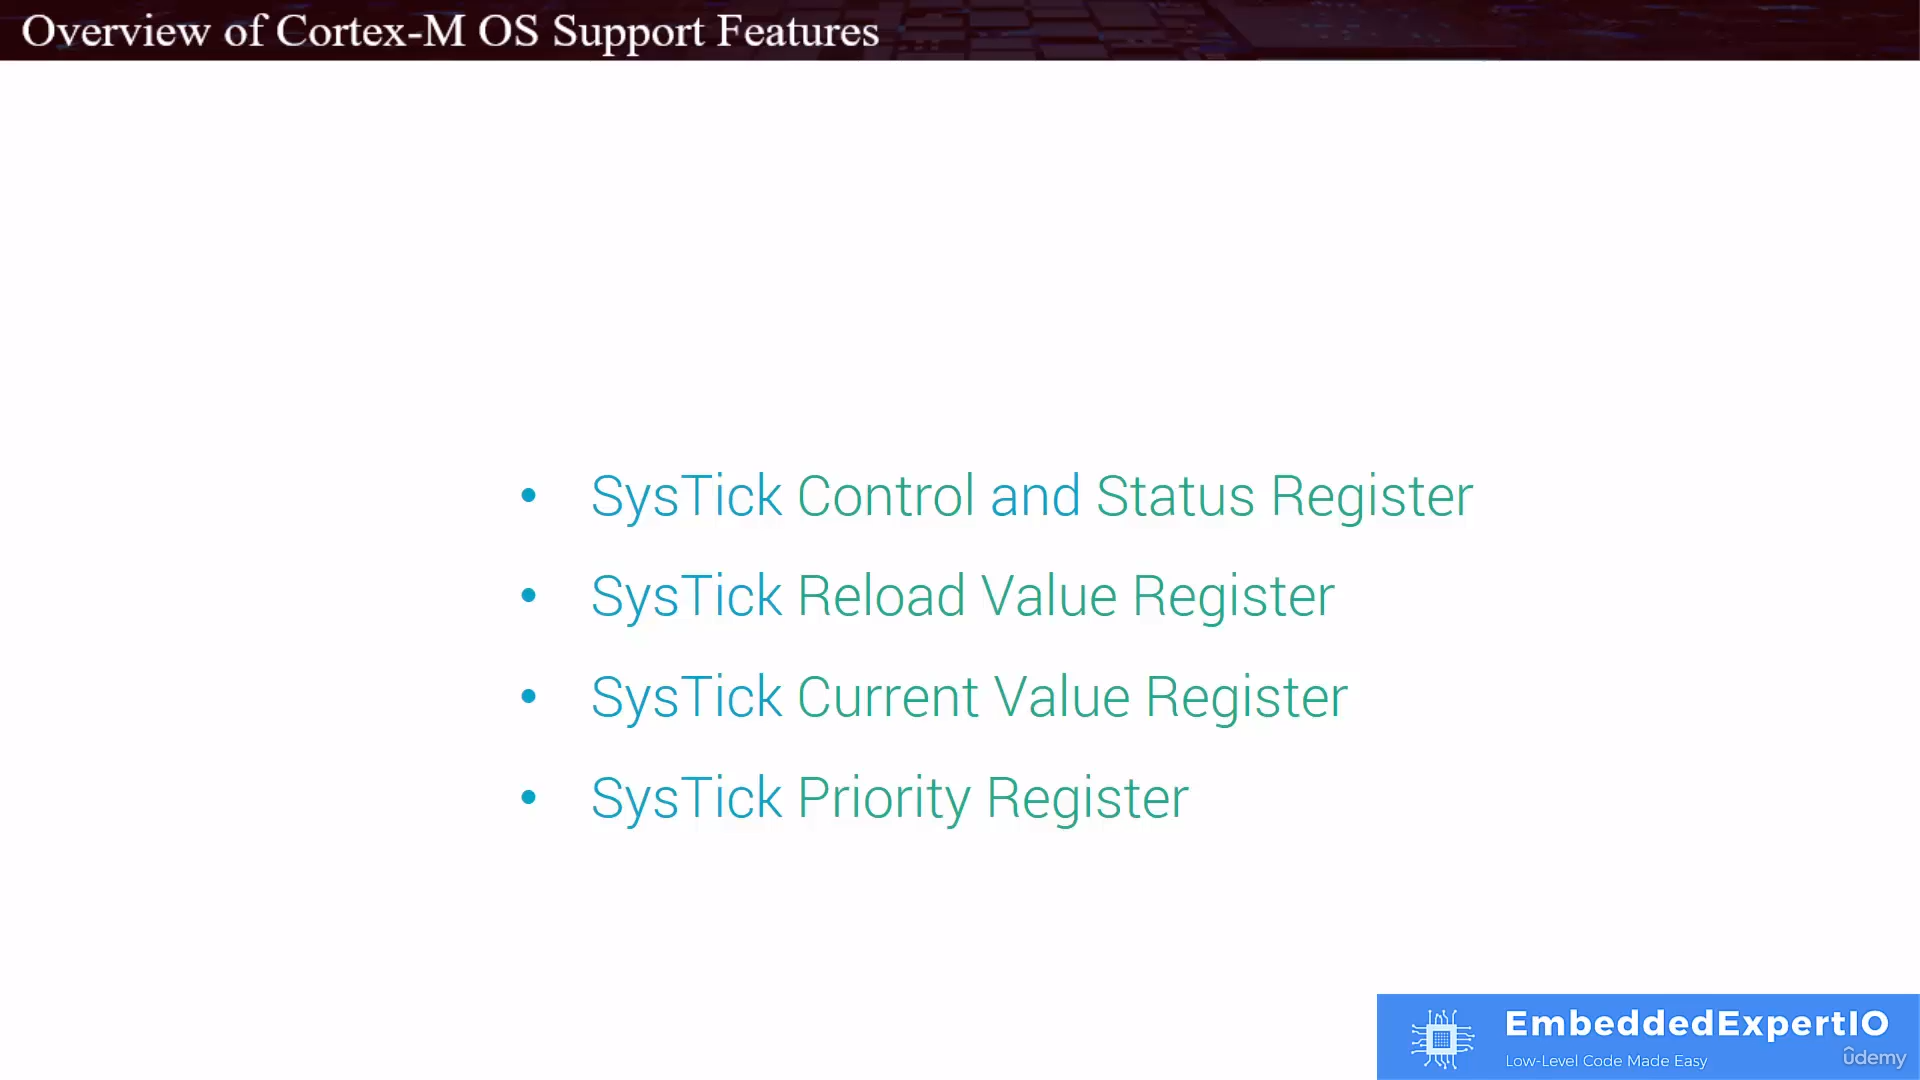 Overview of Cortex-M OS Support Features
• SysTick Control and Status Register
• SysTick Reload Value Register
• SysTick Current Value Register
• SysTick Priority Register
EmbeddedExpertIO
Low-Level Code Made Easy
ûdemy